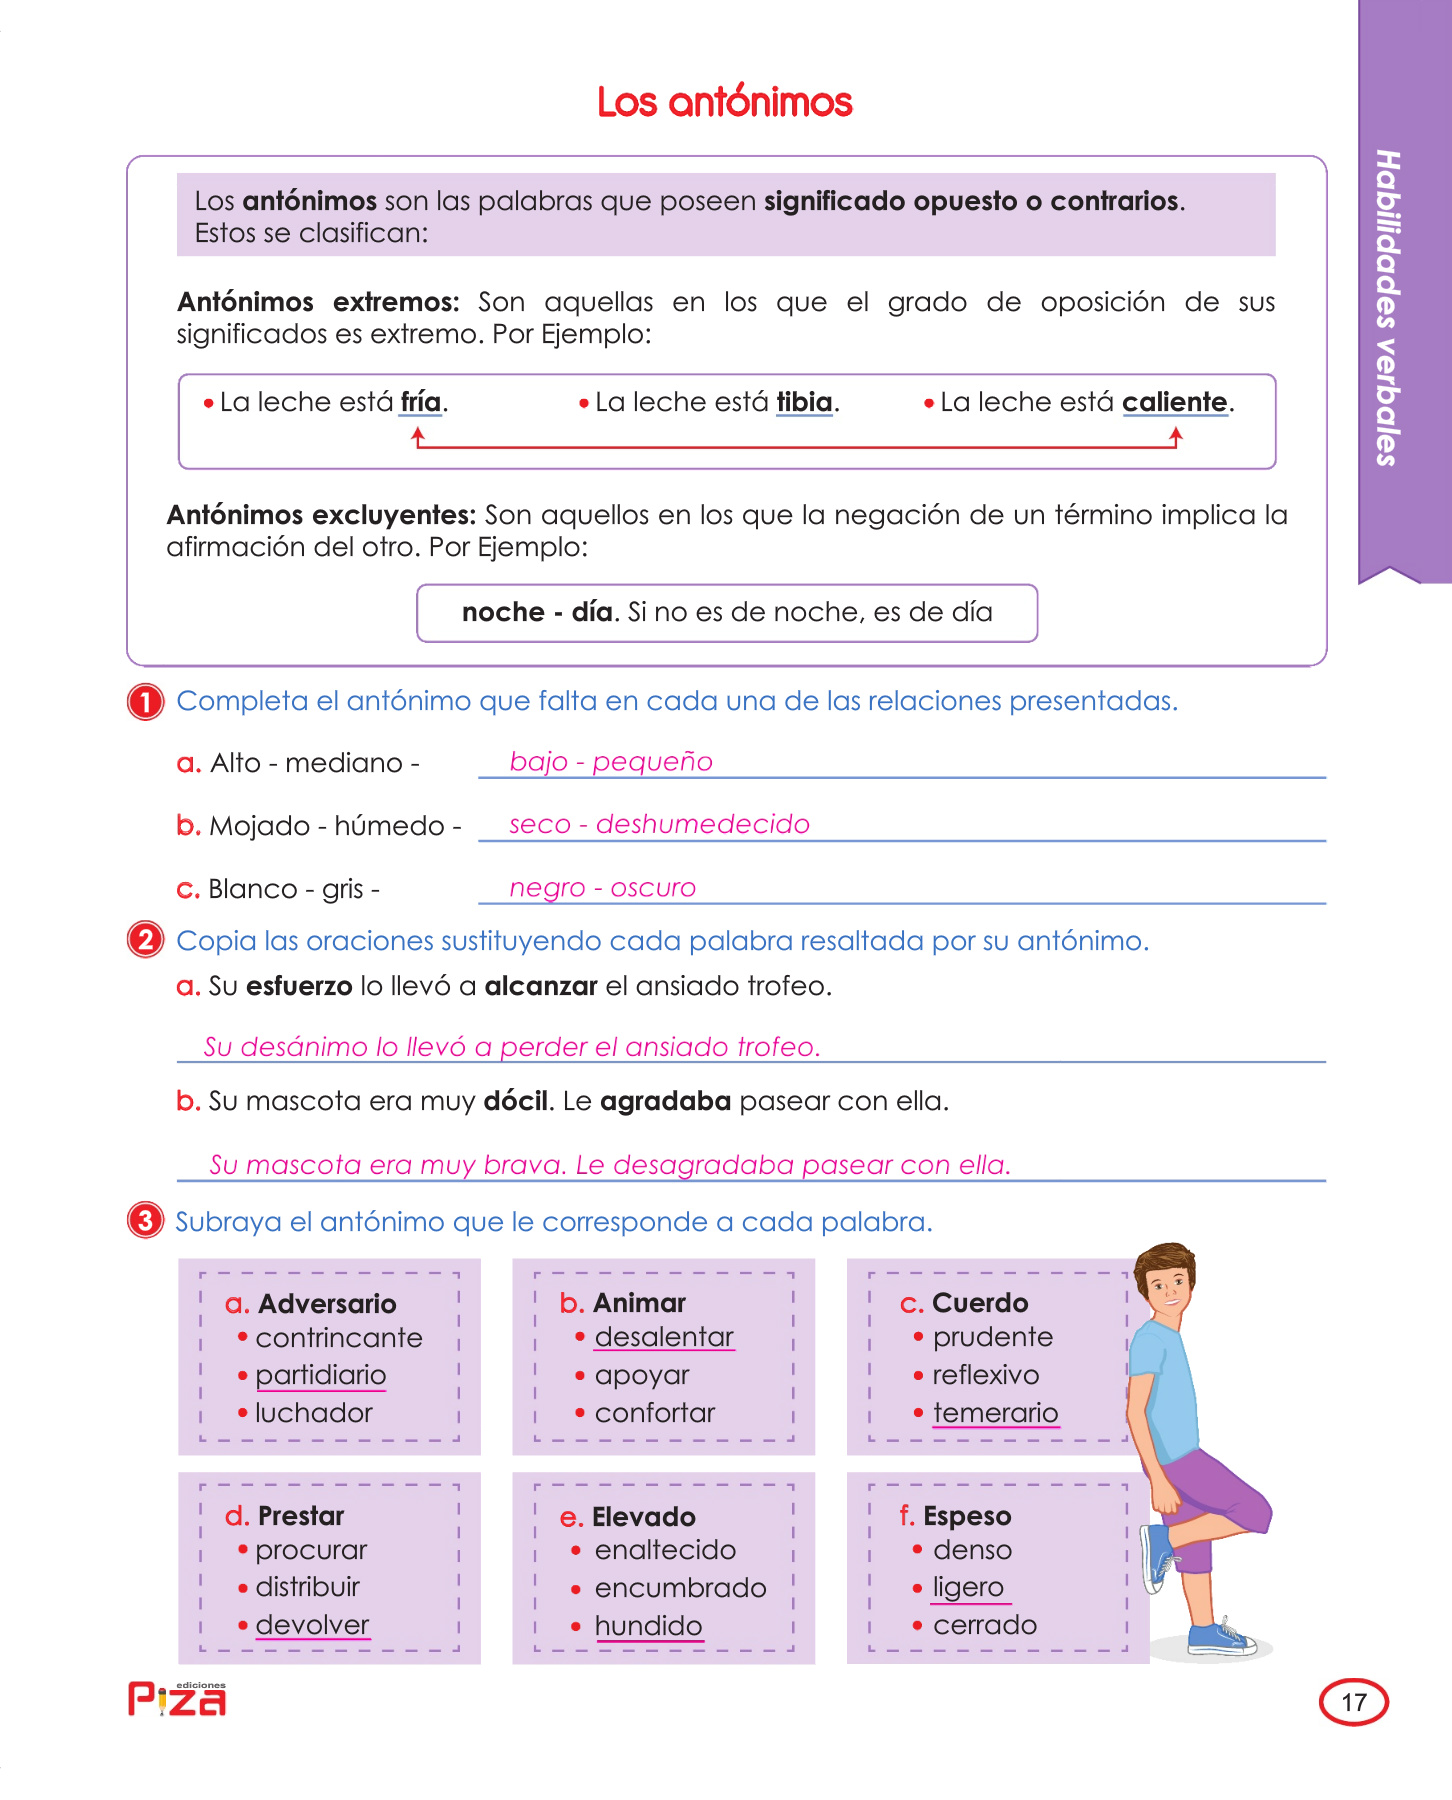 Los antónimos
Habilidades verbales
Los antónimos son las palabras que poseen significado opuesto o contrarios.
Estos se clasifican:
Antónimos extremos: Son aquellas en los que el grado de oposición de sus
significados es extremo. Por Ejemplo:
• La leche está fría. • La leche está tibia. • La leche está caliente.
Antónimos excluyentes: Son aquellos en los que la negación de un término implica la
afirmación del otro. Por Ejemplo:
noche - día. Si no es de noche, es de día
1 Completa el antónimo que falta en cada una de las relaciones presentadas.
a. Alto - mediano - bajo - pequeño
b. Mojado - húmedo - seco - deshumedecido
c. Blanco - gris - negro - oscuro
2 Copia las oraciones sustituyendo cada palabra resaltada por su antónimo.
a. Su esfuerzo lo llevó a alcanzar el ansiado trofeo.
Su desánimo lo llevó a perder el ansiado trofeo.
b. Su mascota era muy dócil. Le agradaba pasear con ella.
Su mascota era muy brava. Le desagradaba pasear con ella.
3 Subraya el antónimo que le corresponde a cada palabra.
a. Adversario
• contrincante
• partidiario
• luchador
b. Animar
• desalentar
• apoyar
• confortar
c. Cuerdo
• prudente
• reflexivo
• temerario
d. Prestar
• procurar
• distribuir
• devolver
e. Elevado
• enaltecido
• encumbrado
• hundido
f. Espeso
• denso
• ligero
• cerrado
ediciones
Piza
17